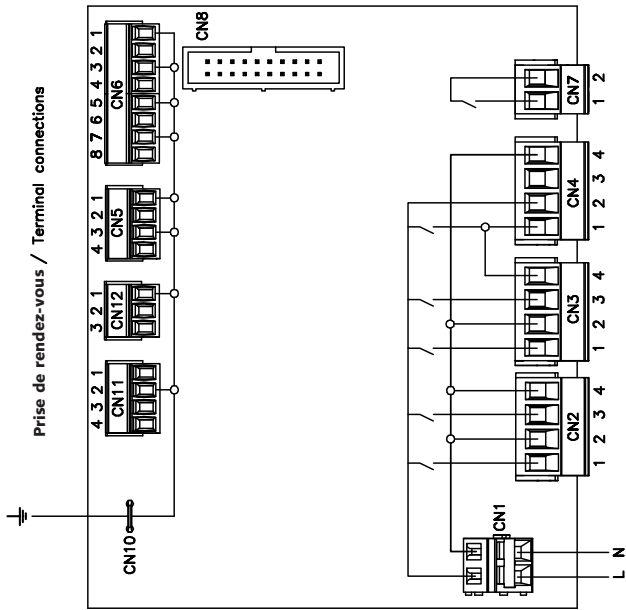 Prise de rendez-vous / Terminal connections
4 3 2 1
3 2 1
4 3 2 1
8 7 6 5 4 3 2 1
CN10
CN11
CN12
CN5
CN6
CN8
CN1
CN2
CN3
CN4
CN7
L N
1 2 3 4
1 2 3 4
1 2 3 4
1 2